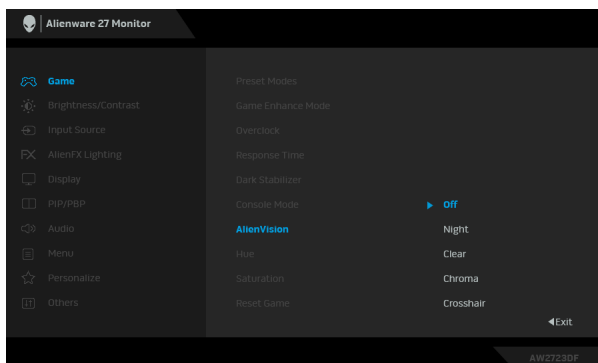 Alienware 27 Monitor
Game
Brightness/Contrast
Input Source
AlienFX Lighting
Display
PIP/PBP
Audio
Menu
Personalize
Others
Preset Modes
Game Enhance Mode
Overclock
Response Time
Dark Stabilizer
Console Mode
AlienVision
Hue
Saturation
Reset Game
Off
Night
Clear
Chroma
Crosshair
Exit
AW2723DF